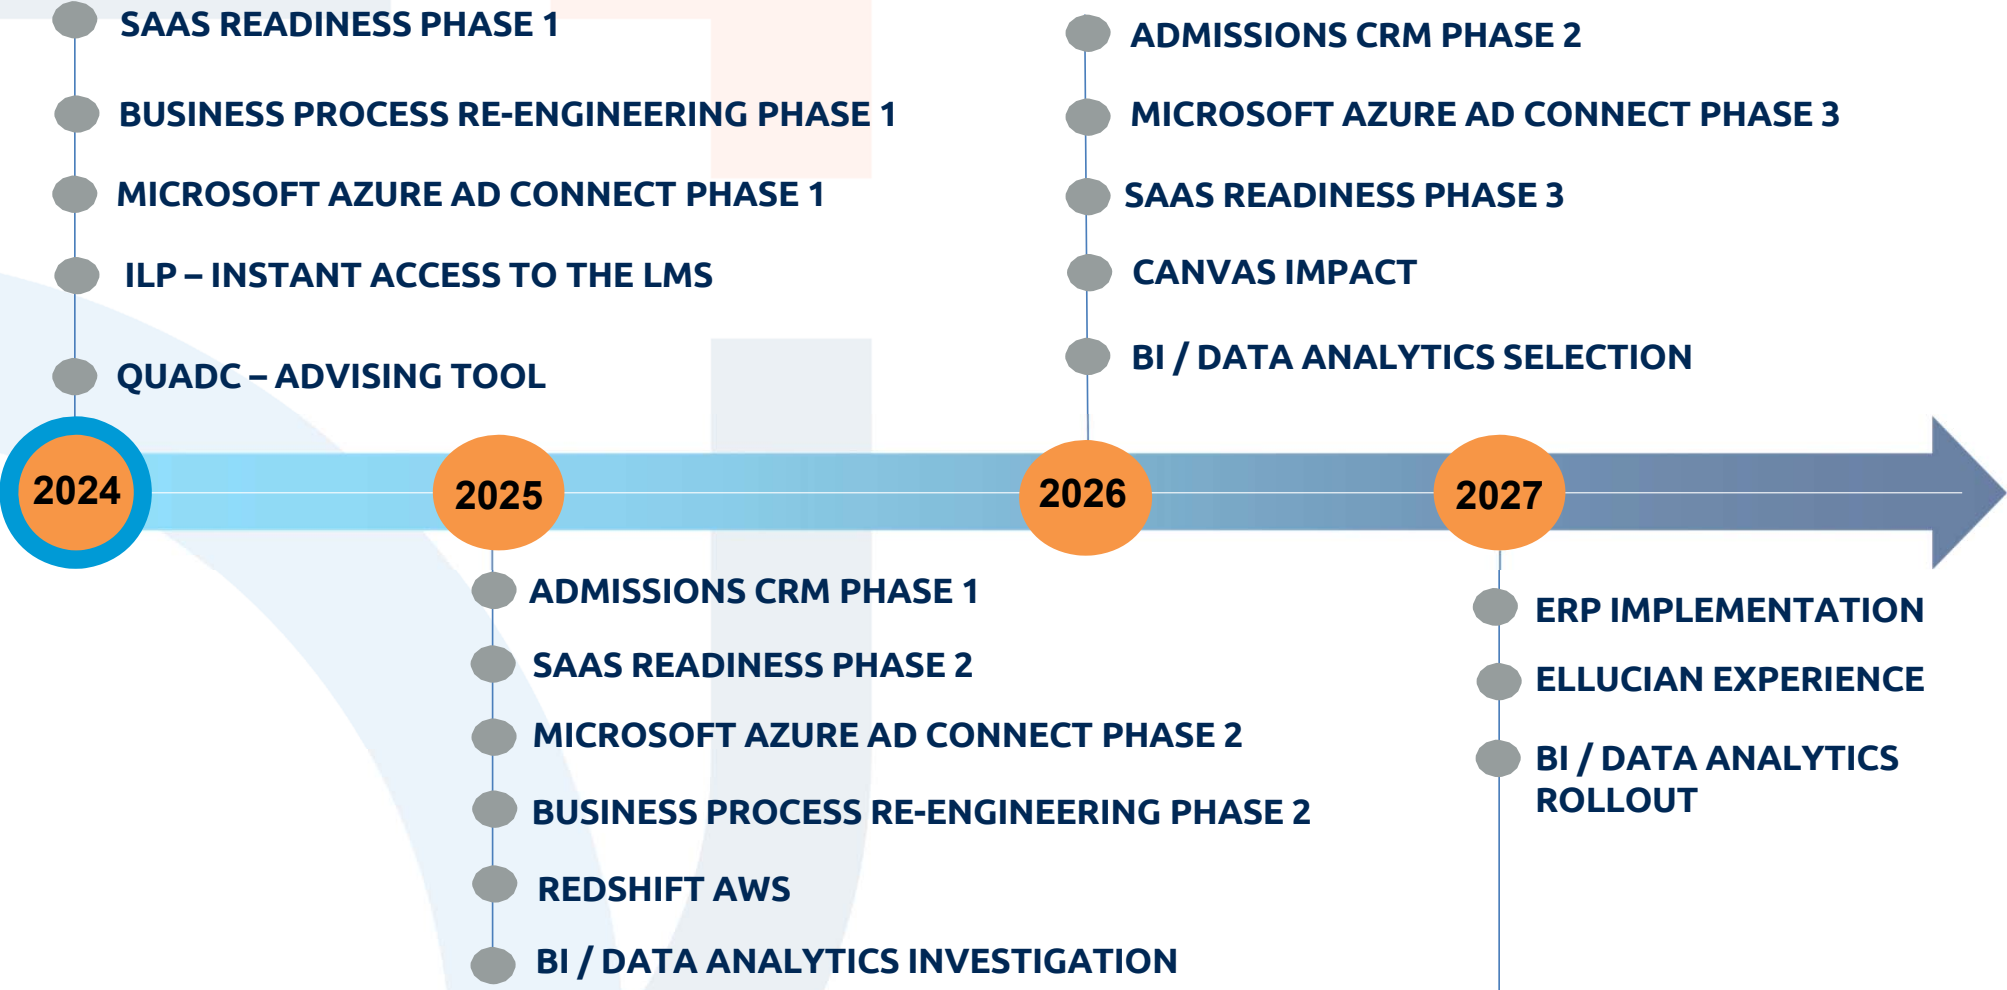 SAAS READINESS PHASE 1
BUSINESS PROCESS RE-ENGINEERING PHASE 1
MICROSOFT AZURE AD CONNECT PHASE 1
ILP – INSTANT ACCESS TO THE LMS
QUADC – ADVISING TOOL
ADMISSIONS CRM PHASE 2
MICROSOFT AZURE AD CONNECT PHASE 3
SAAS READINESS PHASE 3
CANVAS IMPACT
BI / DATA ANALYTICS SELECTION
2024
2025
2026
2027
ADMISSIONS CRM PHASE 1
SAAS READINESS PHASE 2
MICROSOFT AZURE AD CONNECT PHASE 2
BUSINESS PROCESS RE-ENGINEERING PHASE 2
REDSHIFT AWS
BI / DATA ANALYTICS INVESTIGATION
ERP IMPLEMENTATION
ELLUCIAN EXPERIENCE
BI / DATA ANALYTICS
ROLLOUT